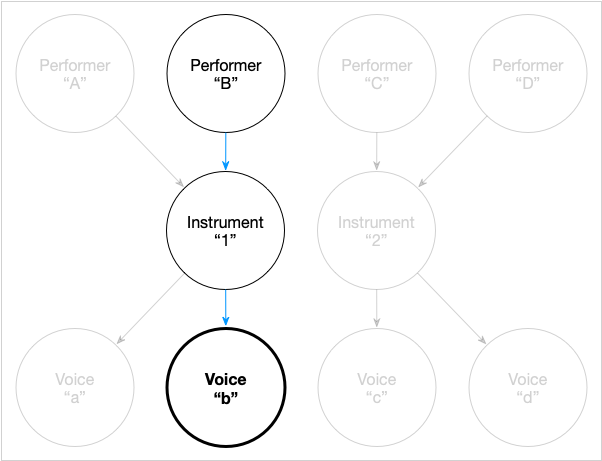 Performer
“A”
Performer
“B”
Performer
“C”
Performer
“D”
Instrument
“1”
Instrument
“2”
Voice
“a”
Voice
“b”
Voice
“c”
Voice
“d”